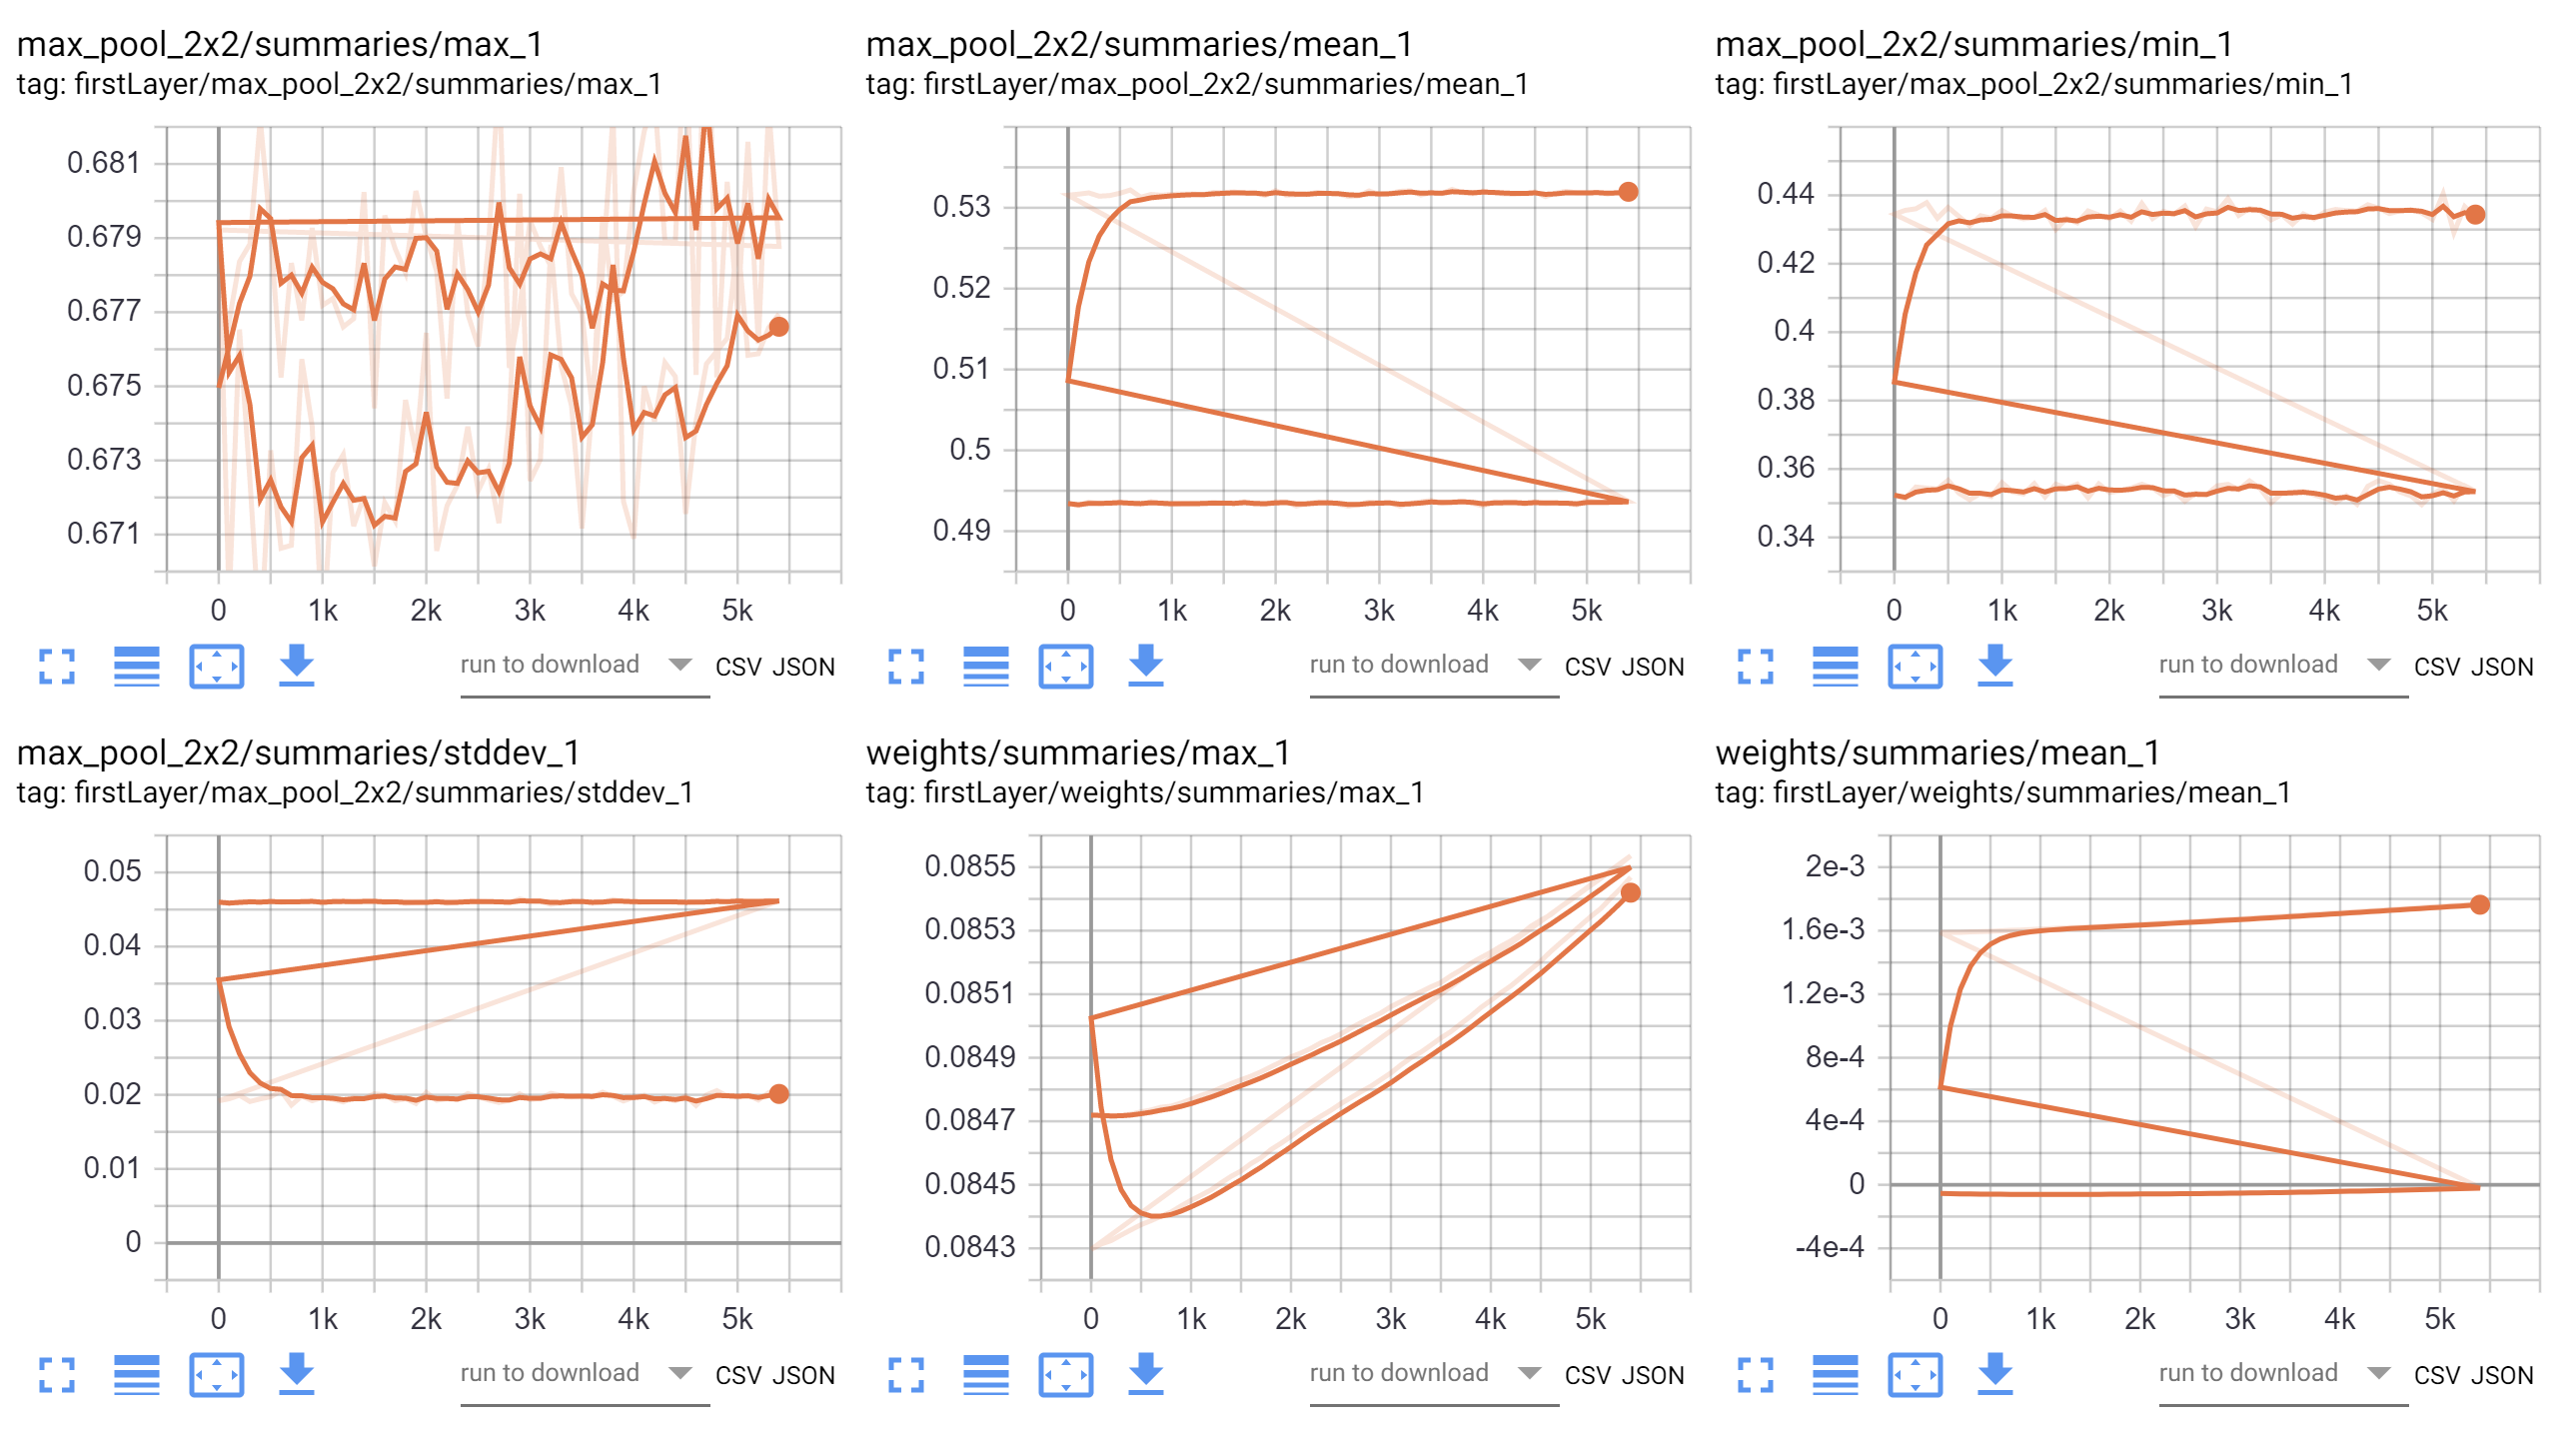 max_pool_2x2/summaries/max_1
tag: firstLayer/max_pool_2x2/summaries/max_1
0.681
0.679
0.677
0.675
0.673
0.671
0 1k 2k 3k 4k 5k
run to download CSV JSON
max_pool_2x2/summaries/mean_1
tag: firstLayer/max_pool_2x2/summaries/mean_1
0.53
0.52
0.51
0.5
0.49
0 1k 2k 3k 4k 5k
run to download CSV JSON
max_pool_2x2/summaries/min_1
tag: firstLayer/max_pool_2x2/summaries/min_1
0.44
0.42
0.4
0.38
0.36
0.34
0 1k 2k 3k 4k 5k
run to download CSV JSON
max_pool_2x2/summaries/stddev_1
tag: firstLayer/max_pool_2x2/summaries/stddev_1
0.05
0.04
0.03
0.02
0.01
0
0 1k 2k 3k 4k 5k
run to download CSV JSON
weights/summaries/max_1
tag: firstLayer/weights/summaries/max_1
0.0855
0.0853
0.0851
0.0849
0.0847
0.0845
0.0843
0 1k 2k 3k 4k 5k
run to download CSV JSON
weights/summaries/mean_1
tag: firstLayer/weights/summaries/mean_1
2e-3
1.6e-3
1.2e-3
8e-4
4e-4
0
-4e-4
0 1k 2k 3k 4k 5k
run to download CSV JSON